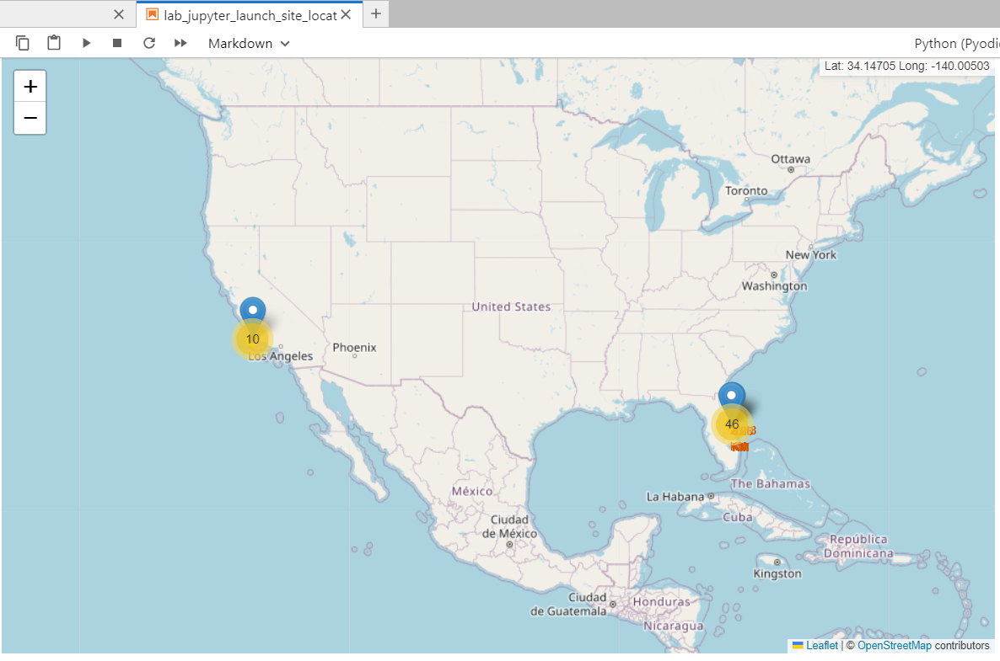 lab_jupyter_launch_site_locat
Markdown
Python (Pyodi
Lat: 34.14705 Long: -140.00503
+
−
Ottawa
Toronto
New York
Washington
United States
10
Los Angeles
Phoenix
46
The Bahamas
La Habana
Cuba
México
Ciudad
de México
República
Dominicana
Kingston
Ciudad
de Guatemala
Honduras
Nicaragua
Leaflet | © OpenStreetMap contributors